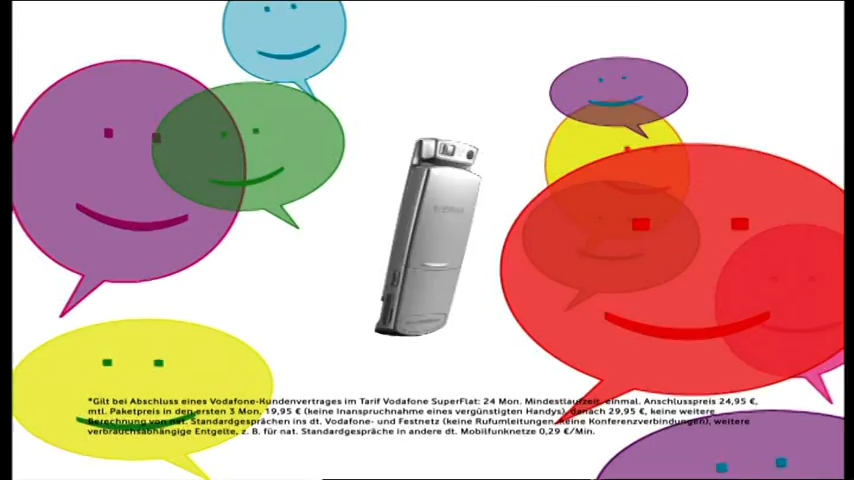 *Gilt bei Abschluss eines Vodafone-Kundenvertrages im Tarif Vodafone SuperFlat: 24 Mon. Mindestlaufzeit, einmal. Anschlusspreis 24,95 €,
mtl. Paketpreis in den ersten 3 Mon. 19,95 € (keine Inanspruchnahme eines vergünstigten Handys), danach 29,95 €, keine weitere
Berechnung von nat. Standardgesprächen ins dt. Vodafone- und Festnetz (keine Rufumleitungen, keine Konferenzverbindungen), weitere
verbrauchsabhängige Entgelte, z. B. für nat. Standardgespräche in andere dt. Mobilfunknetze 0,29 €/Min.